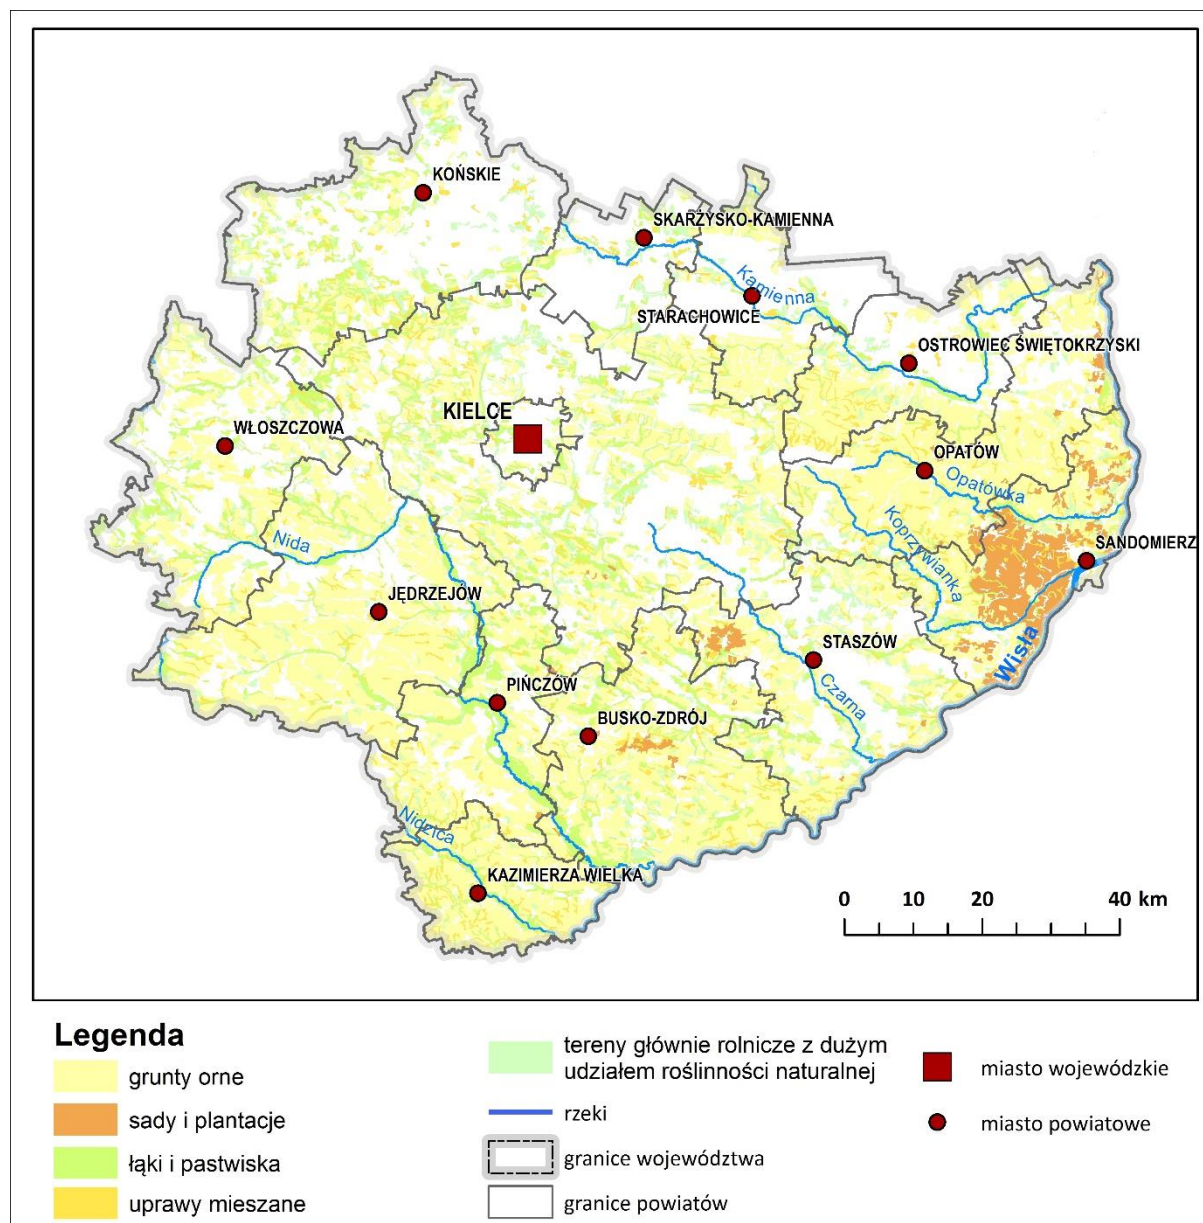 KOŃSKIE
SKARŻYSKO-KAMIENNA
Kamienna
STARACHOWICE
OSTROWIEC ŚWIĘTOKRZYSKI
KIELCE
WŁOSZCZOWA
OPATÓW
Opatówka
Koprzywianka
Nida
SANDOMIERZ
JĘDRZEJÓW
STASZÓW
Wisła
PIŃCZÓW
Czarna
BUSKO-ZDRÓJ
Nidzica
KAZIMIERZA WIELKA
0 10 20 40 km
Legenda
grunty orne
sady i plantacje
łąki i pastwiska
uprawy mieszane
tereny głównie rolnicze z dużym
udziałem roślinności naturalnej
rzeki
granice województwa
granice powiatów
miasto wojewódzkie
miasto powiatowe